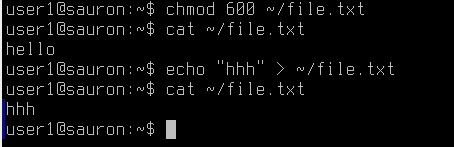 user1@sauron:~$ chmod 600 ~/file.txt
user1@sauron:~$ cat ~/file.txt
hello
user1@sauron:~$ echo "hhh" > ~/file.txt
user1@sauron:~$ cat ~/file.txt
hhh
user1@sauron:~$